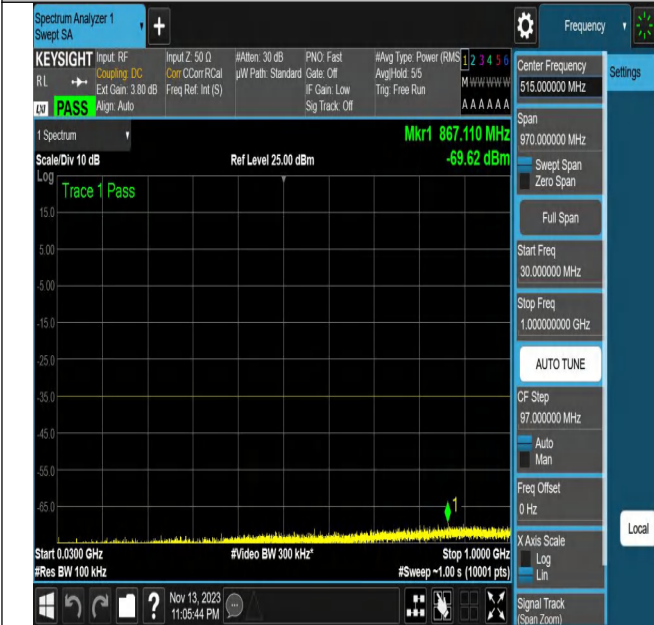 Spectrum Analyzer 1
Swept SA
+
Frequency
KEYSIGHT
RL
LXI
PASS
Input: RF
Coupling: DC
Ext Gain: 3.80 dB
Align: Auto
Input Z: 50 Ω
Corr CCorr RCal
Freq Ref: Int (S)
#Atten: 30 dB
µW Path: Standard
PNO: Fast
Gate: Off
IF Gain: Low
Sig Track: Off
#Avg Type: Power (RMS
Avg|Hold: 5/5
Trig: Free Run
1 2 3 4 5 6
M W W W W W
A A A A A A
1 Spectrum
Scale/Div 10 dB
Ref Level 25.00 dBm
Mkr1 867.110 MHz
-69.62 dBm
Log
Trace 1 Pass
15.0
5.00
-5.00
-15.0
-25.0
-35.0
-45.0
-55.0
-65.0
1
Start 0.0300 GHz
#Res BW 100 kHz
#Video BW 300 kHz*
Stop 1.0000 GHz
#Sweep ~1.00 s (10001 pts)
Center Frequency
515.000000 MHz
Settings
Span
970.000000 MHz
Swept Span
Zero Span
Full Span
Start Freq
30.000000 MHz
Stop Freq
1.000000000 GHz
AUTO TUNE
CF Step
97.000000 MHz
Auto
Man
Freq Offset
0 Hz
Local
X Axis Scale
Log
Lin
Signal Track
(Span Zoom)
?
Nov 13, 2023
11:05:44 PM